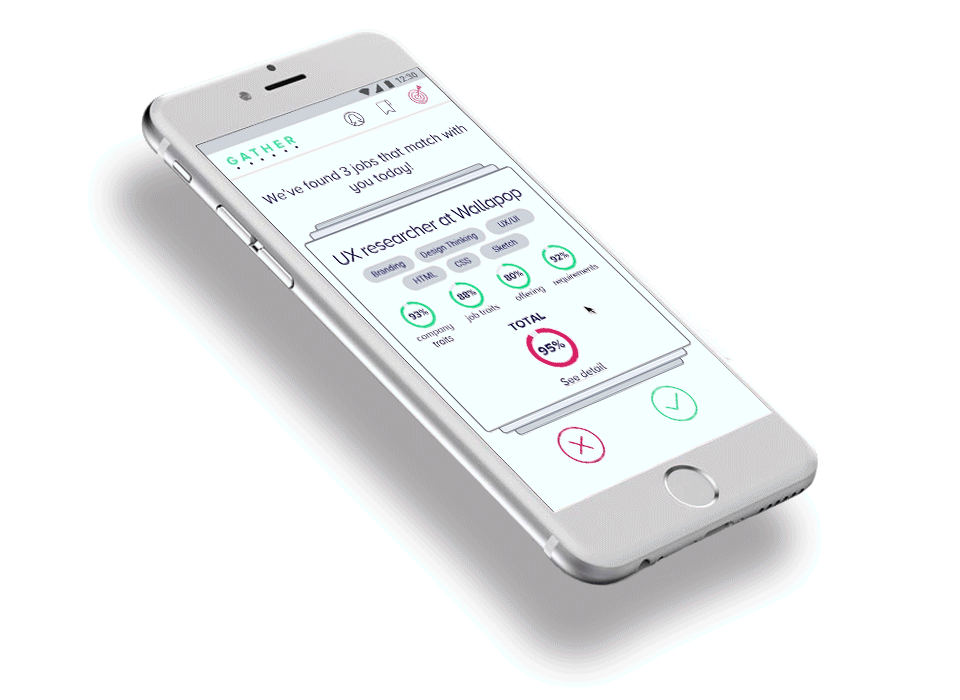 12:30
GATHER
We've found 3 jobs that match with
you today!
UX researcher at Wallapop
Branding Design Thinking UX/UI
HTML CSS Sketch
93% 88% 80% 92%
company
traits
job traits
offering
requirements
TOTAL
95%
See detail